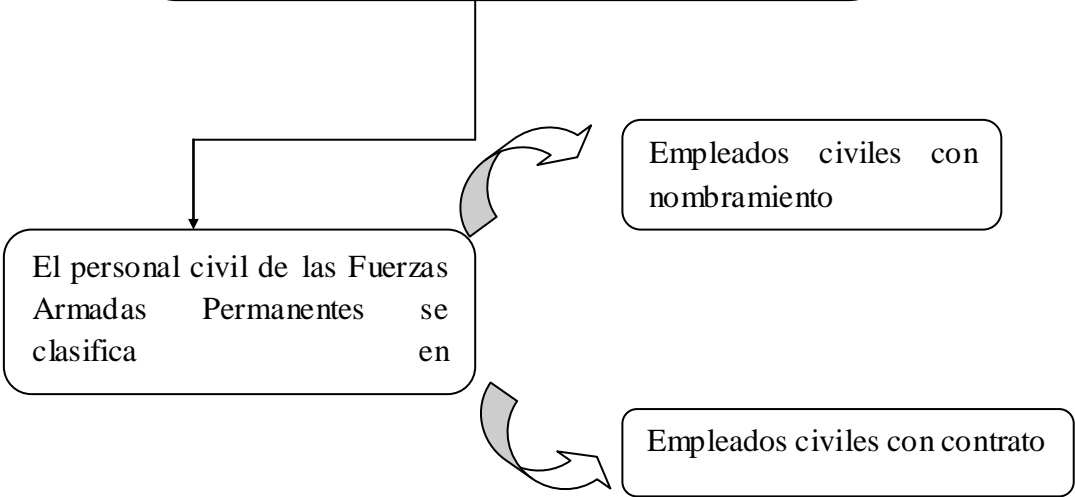 Empleados civiles con
nombramiento
El personal civil de las Fuerzas
Armadas Permanentes se
clasifica en
Empleados civiles con contrato